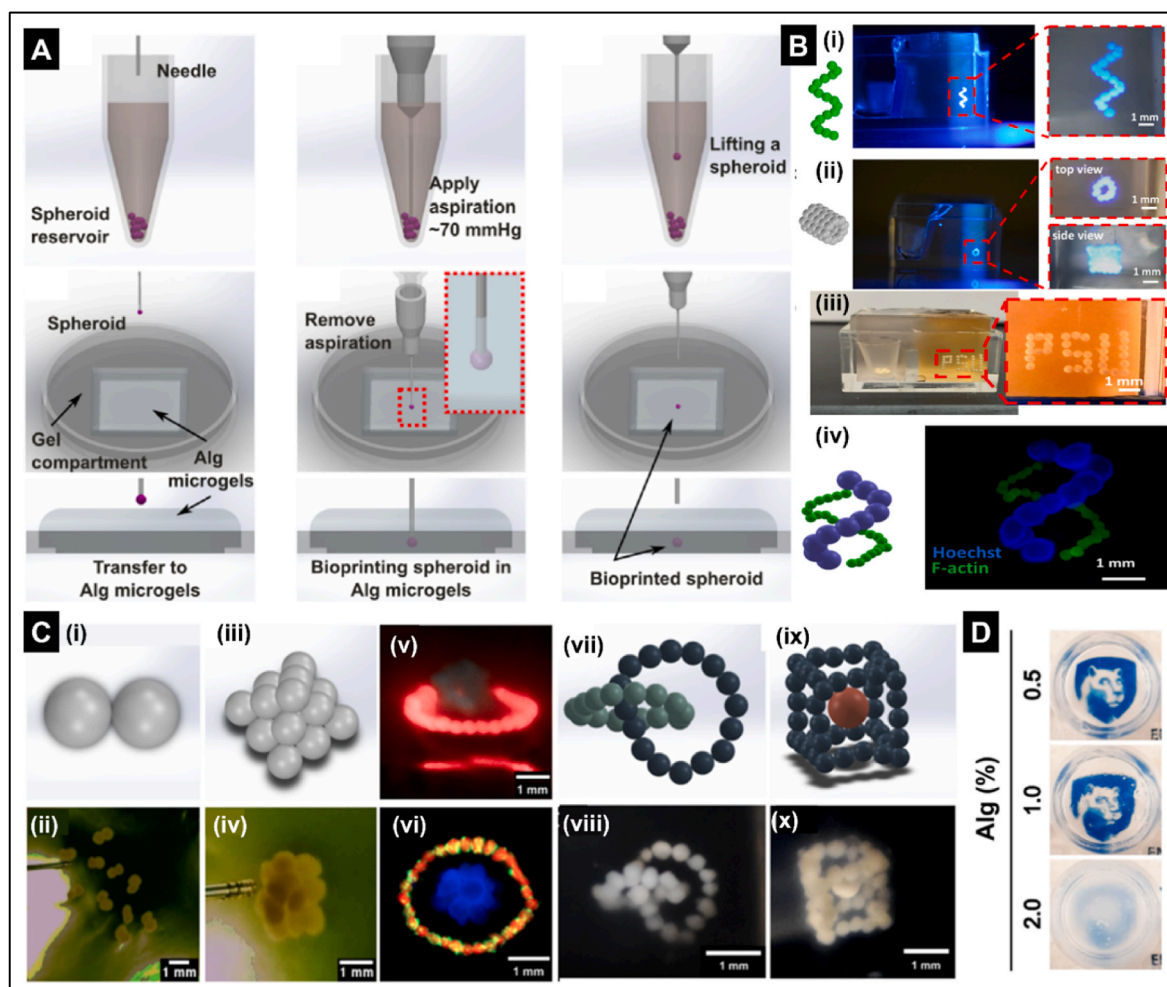 A
Needle
Spheroid
reservoir
Apply
aspiration
~70 mmHg
Lifting a
spheroid
Spheroid
Gel
compartment
Alg
microgels
Remove
aspiration
Transfer to
Alg microgels
Bioprinting spheroid in
Alg microgels
Bioprinted spheroid
B
(i)
1 mm
(ii)
top view
1 mm
side view
1 mm
(iii)
PSU
PSU
1 mm
(iv)
Hoechst
F-actin
1 mm
C
(i)
(iii)
(v)
1 mm
(vii)
(ix)
(ii)
1 mm
(iv)
1 mm
(vi)
1 mm
(viii)
1 mm
(x)
1 mm
D
Alg (%)
0.5
1.0
2.0